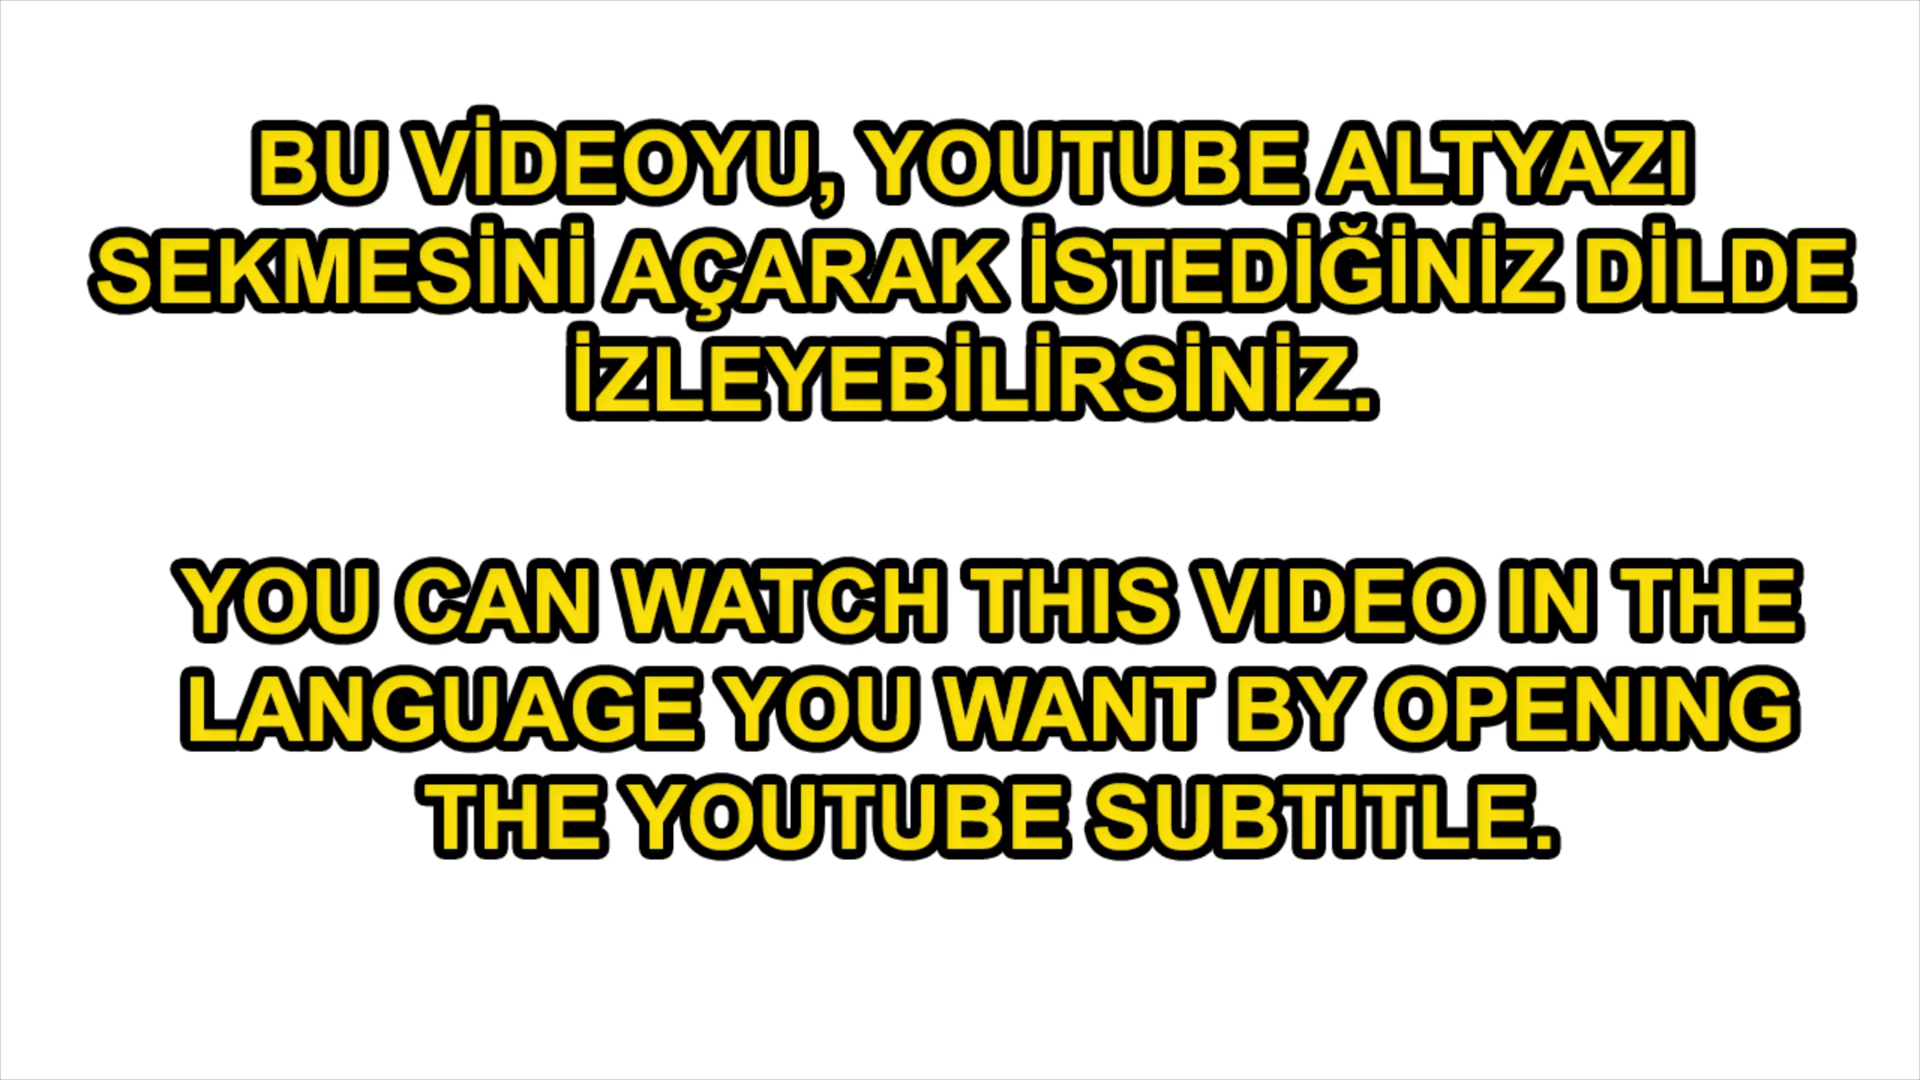 BU VİDEOYU, YOUTUBE ALTYAZI
SEKMESİNİ AÇARAK İSTEDİĞİNİZ DİLDE
İZLEYEBİLİRSİNİZ.
YOU CAN WATCH THIS VIDEO IN THE
LANGUAGE YOU WANT BY OPENING
THE YOUTUBE SUBTITLE.